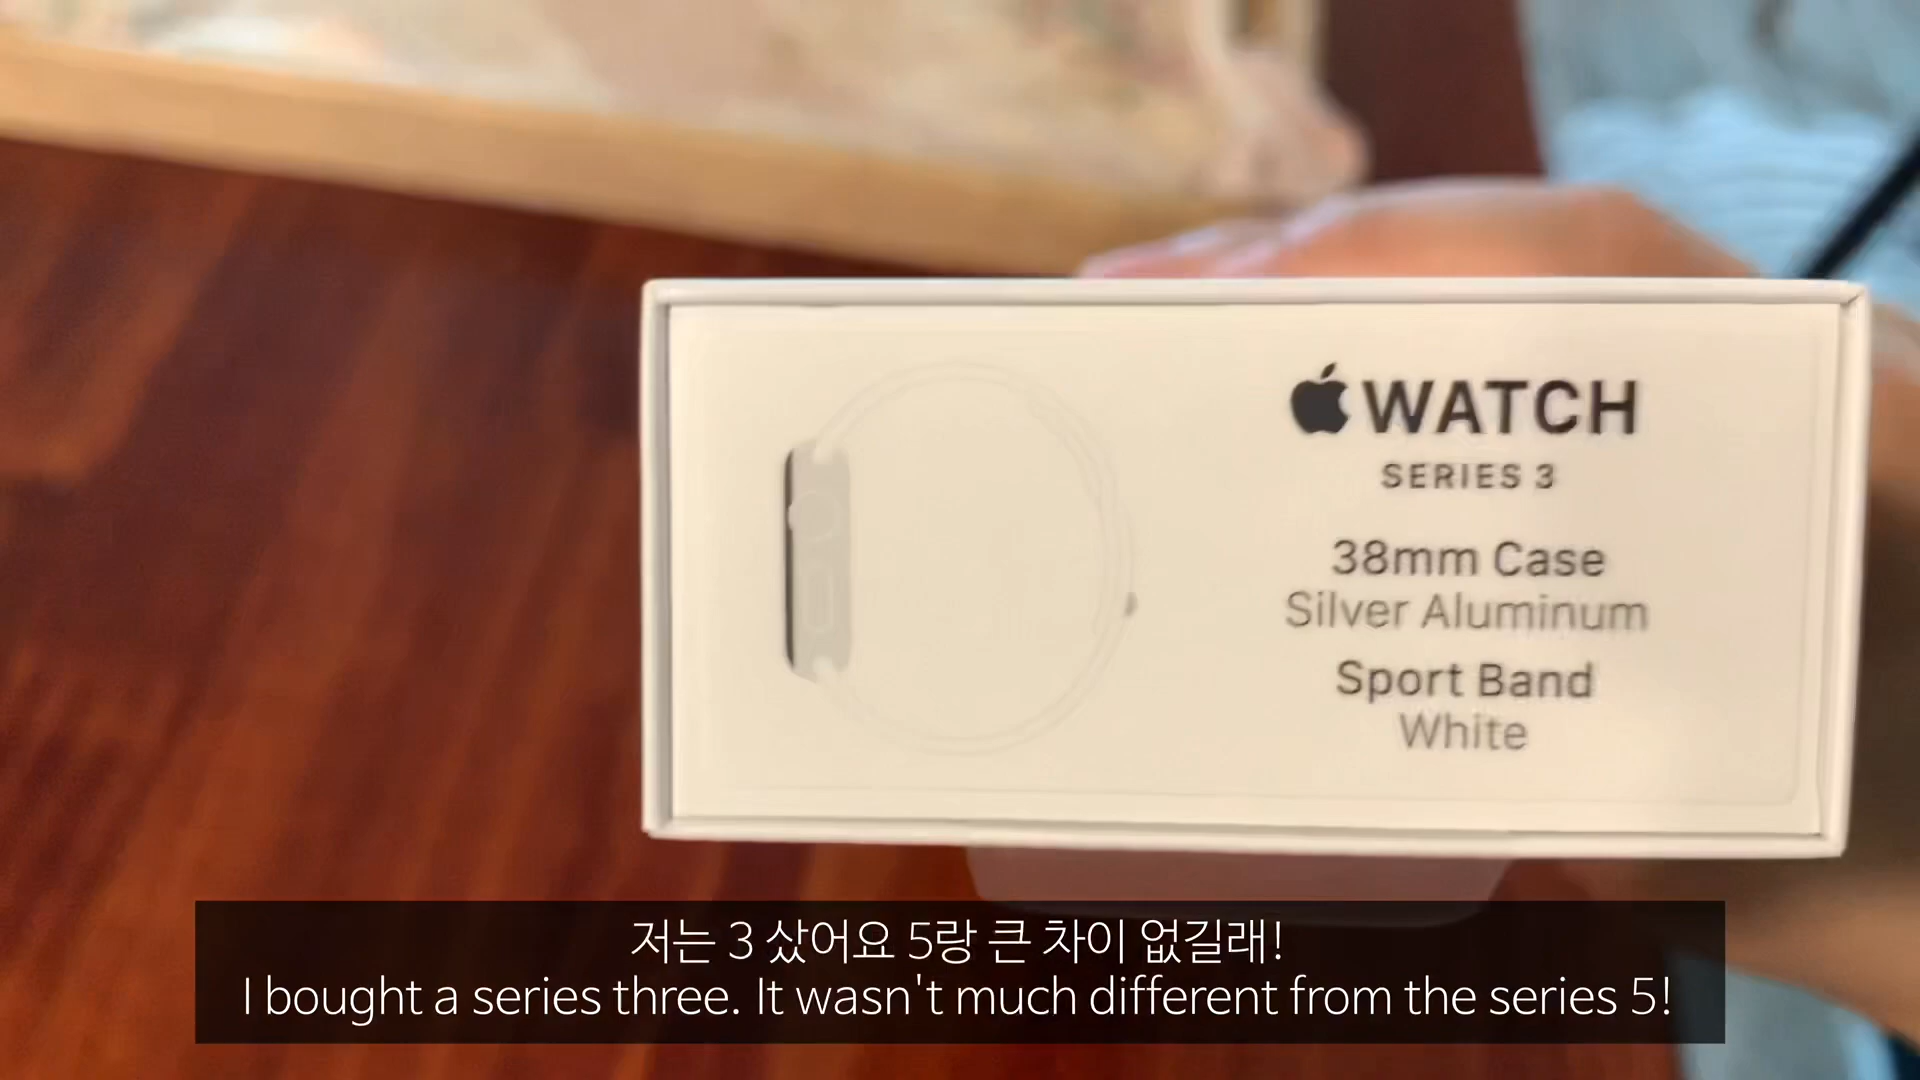 WATCH
SERIES 3
38mm Case
Silver Aluminum
Sport Band
White
저는 3 샀어요 5랑 큰 차이 없길래!
I bought a series three. It wasn't much different from the series 5!